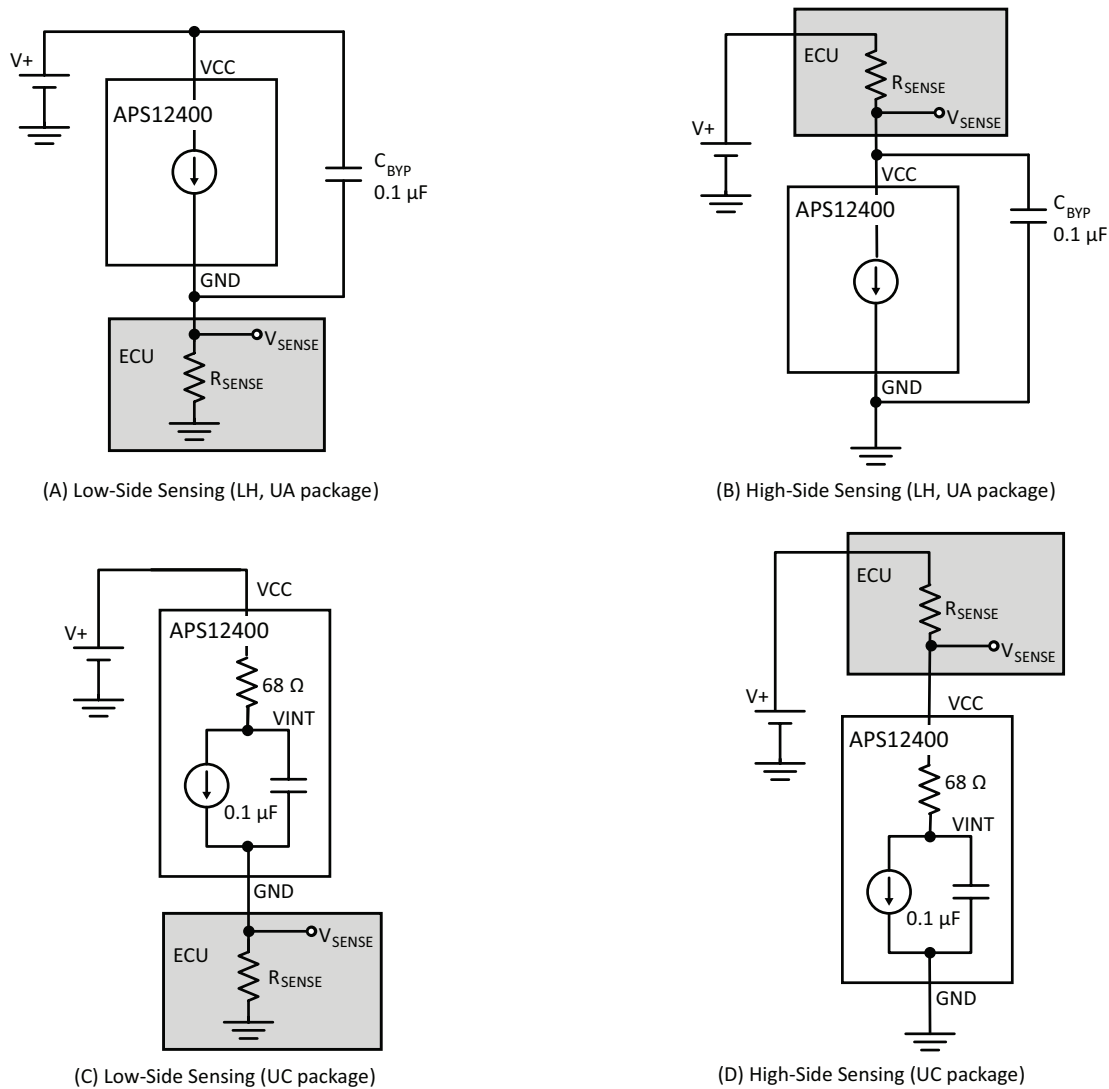 V+
VCC
APS12400
C_BYP
0.1 µF
GND
ECU
V_SENSE
R_SENSE
(A) Low-Side Sensing (LH, UA package)
ECU
R_SENSE
V_SENSE
V+
VCC
APS12400
C_BYP
0.1 µF
GND
(B) High-Side Sensing (LH, UA package)
VCC
V+
APS12400
68 Ω
VINT
0.1 µF
GND
ECU
V_SENSE
R_SENSE
(C) Low-Side Sensing (UC package)
ECU
R_SENSE
V_SENSE
V+
VCC
APS12400
68 Ω
VINT
0.1 µF
GND
(D) High-Side Sensing (UC package)